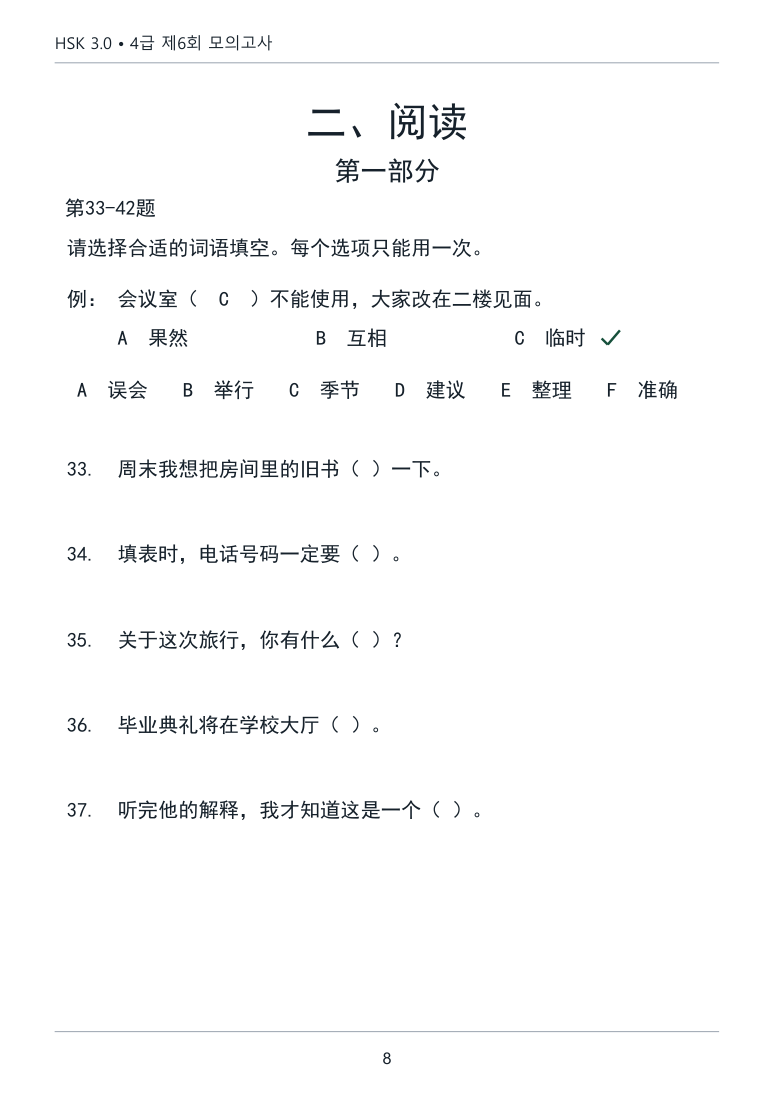 HSK 3.0 • 4급 제6회 모의고사
二、阅读
第一部分
第33-42题
请选择合适的词语填空。每个选项只能用一次。
例： 会议室（ C ）不能使用，大家改在二楼见面。
A 果然 B 互相 C 临时 ✓
A 误会 B 举行 C 季节 D 建议 E 整理 F 准确
33. 周末我想把房间里的旧书（ ）一下。
34. 填表时，电话号码一定要（ ）。
35. 关于这次旅行，你有什么（ ）？
36. 毕业典礼将在学校大厅（ ）。
37. 听完他的解释，我才知道这是一个（ ）。
8